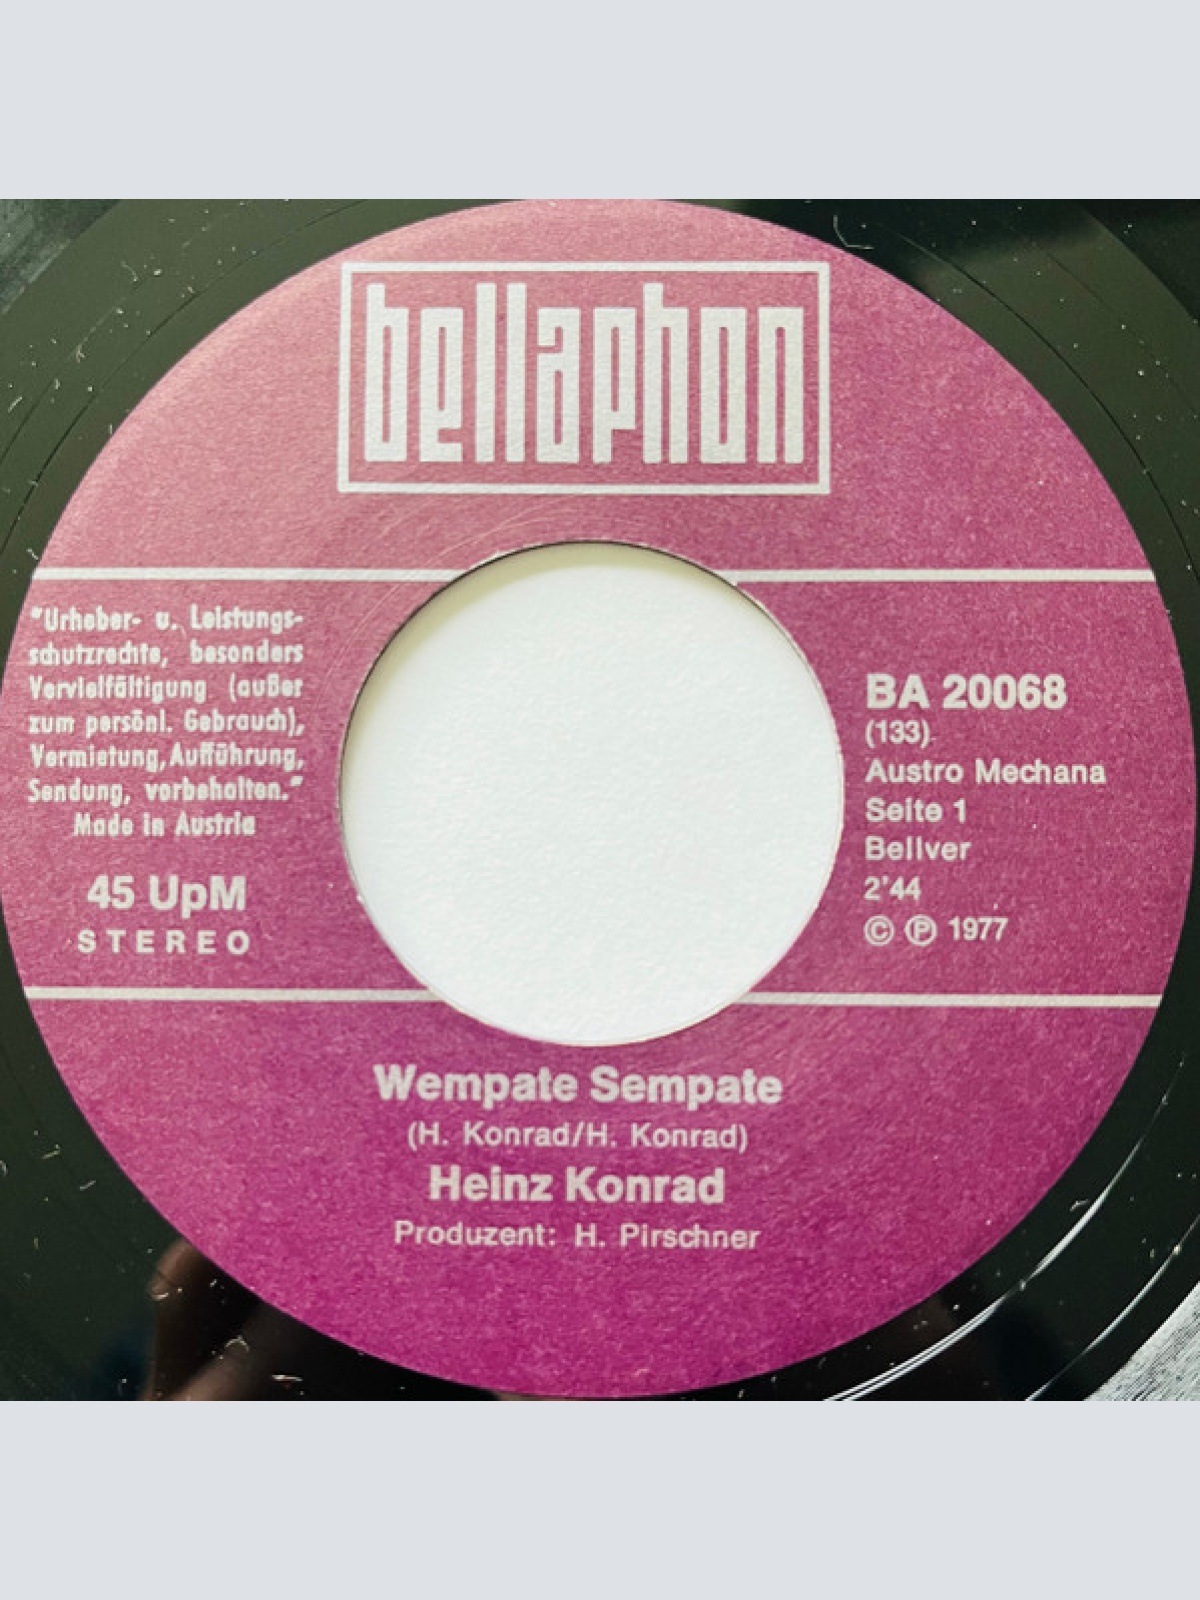 bellaphon
"Urheber- u. Leistungs-
schutzrechte, besonders
Vervielfältigung (außer
zum persönl. Gebrauch),
Vermietung, Aufführung,
Sendung, vorbehalten."
Made in Austria
45 UpM
STEREO
BA 20068
(133)
Austro Mechana
Seite 1
Bellver
2'44
© ℗ 1977
Wempate Sempate
(H. Konrad/H. Konrad)
Heinz Konrad
Produzent: H. Pirschner